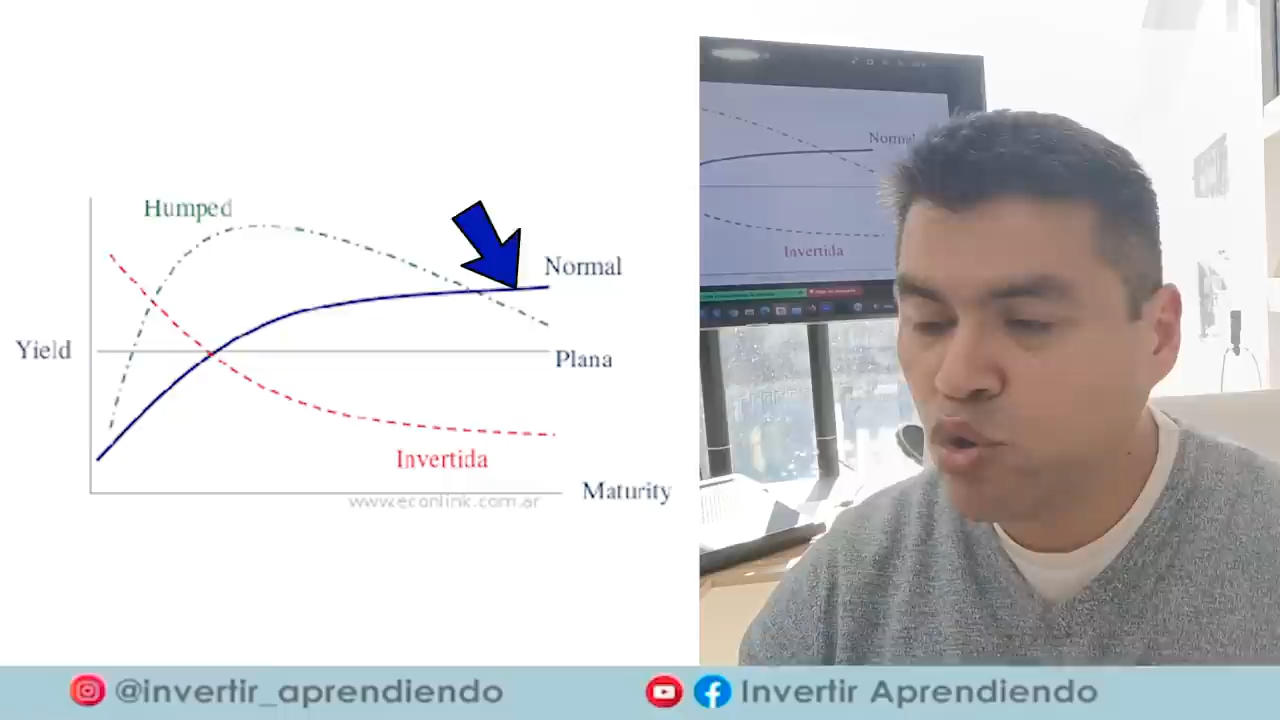 Humped
Normal
Yield
Plana
Invertida
Maturity
www.econlink.com.ar
Normal
Invertida
@invertir_aprendiendo
Invertir Aprendiendo